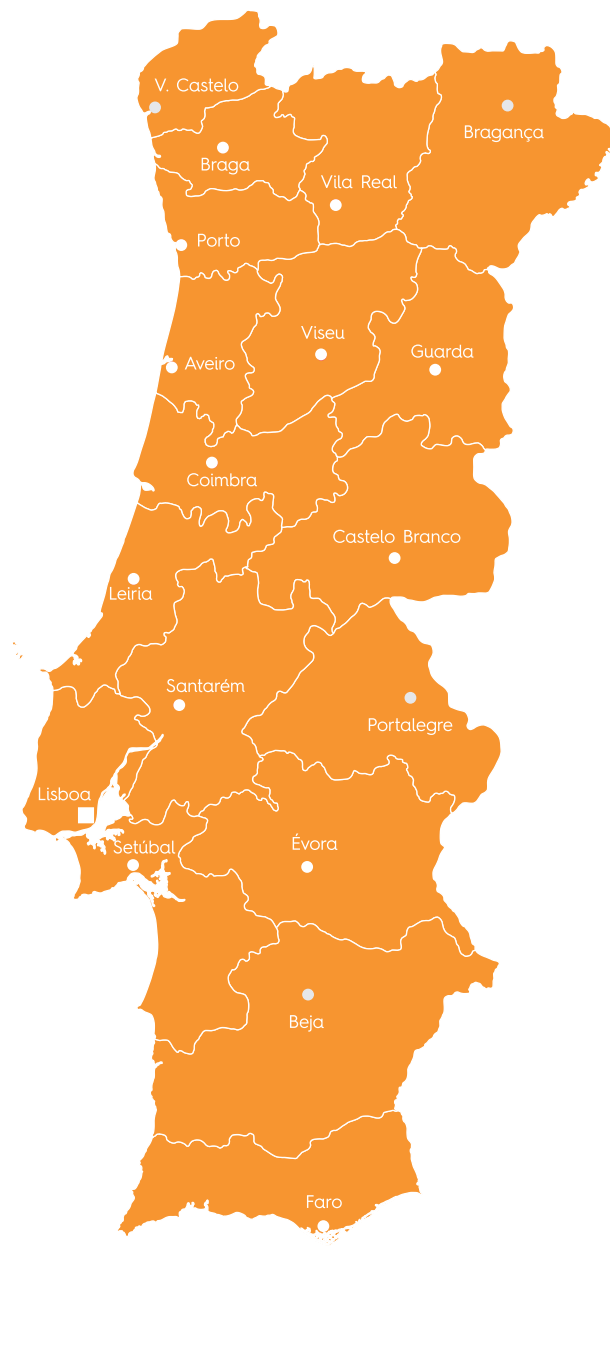 V. Castelo
Bragança
Braga
Vila Real
Porto
Viseu
Guarda
Aveiro
Coimbra
Castelo Branco
Leiria
Santarém
Portalegre
Lisboa
Setúbal
Évora
Beja
Faro